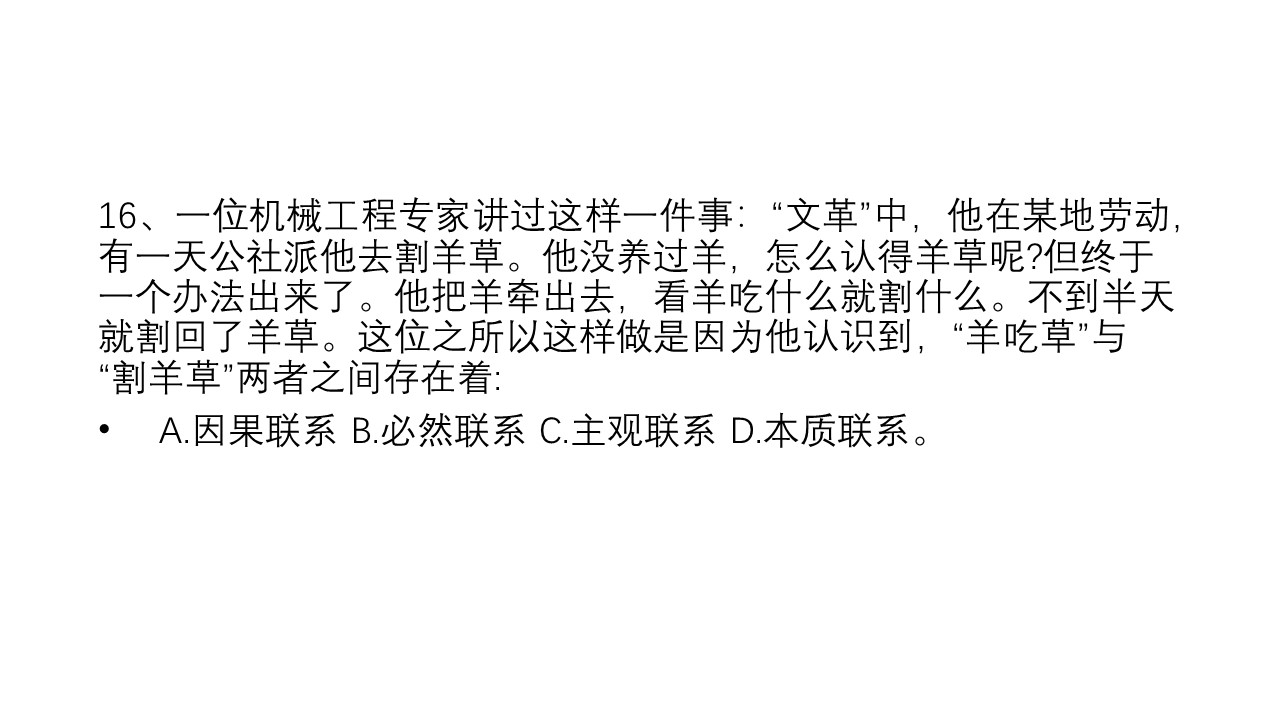 16、一位机械工程专家讲过这样一件事：“文革”中，他在某地劳动，
有一天公社派他去割羊草。他没养过羊，怎么认得羊草呢?但终于
一个办法出来了。他把羊牵出去，看羊吃什么就割什么。不到半天
就割回了羊草。这位之所以这样做是因为他认识到，“羊吃草”与
“割羊草”两者之间存在着:
• A.因果联系 B.必然联系 C.主观联系 D.本质联系。